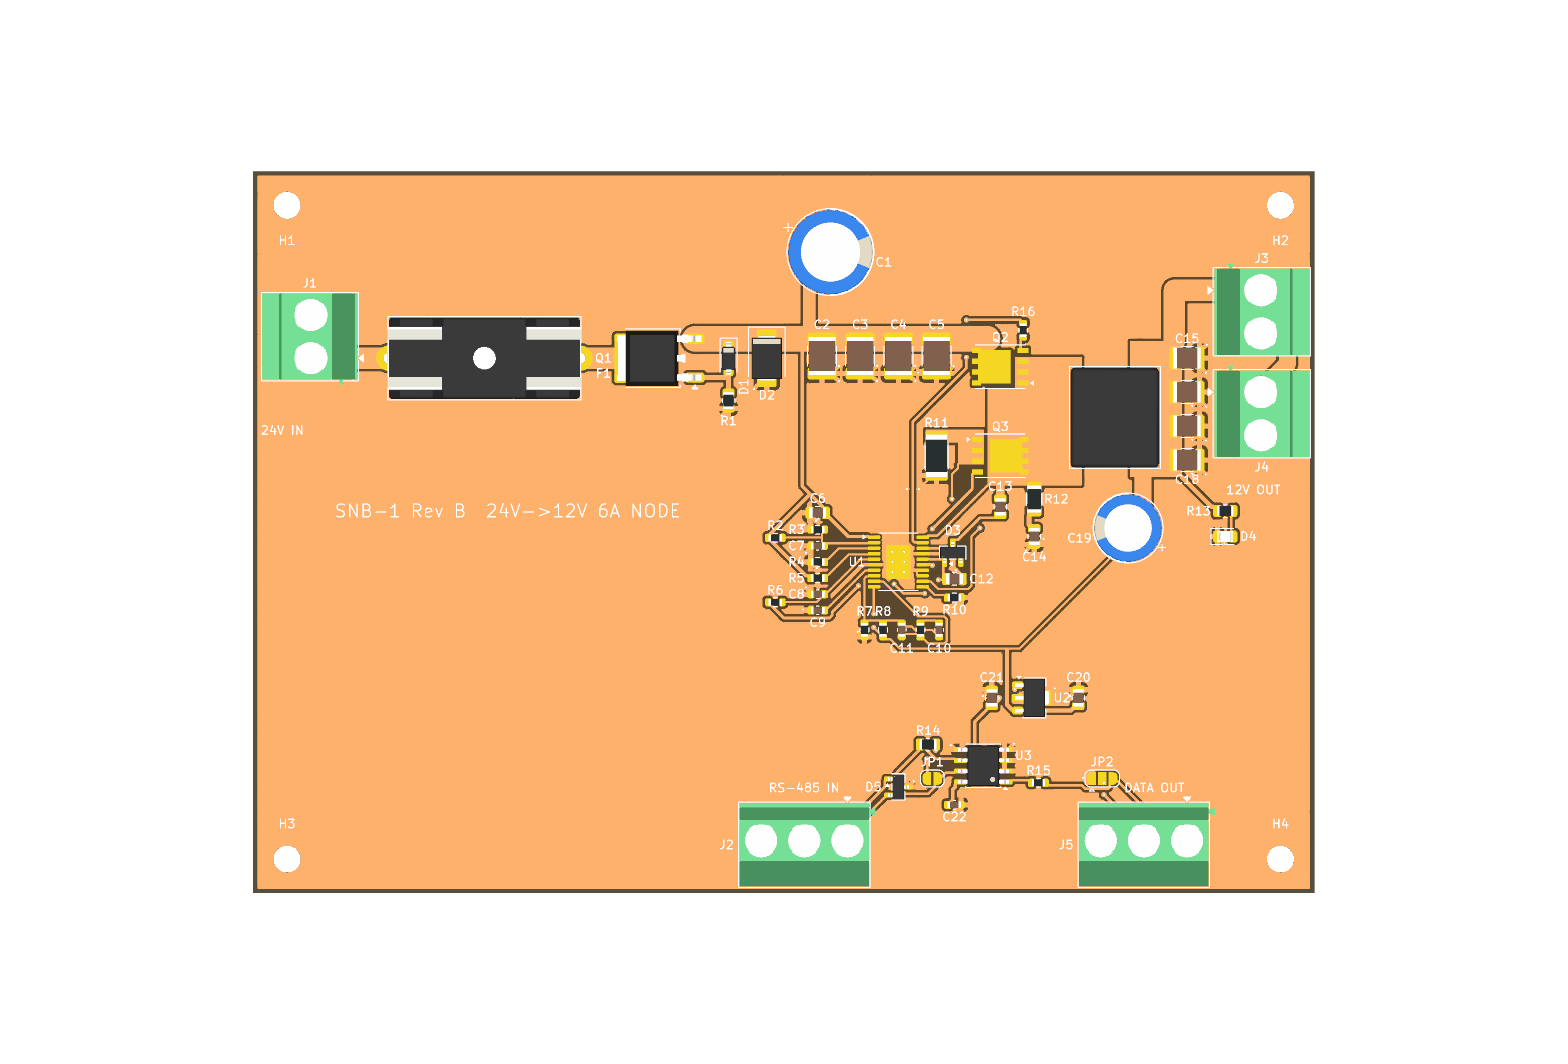 H1
H2
J1
C1
J3
R16
C2
C3
C4
C5
Q2
C15
Q1
F1
D1
D2
R1
R11
Q3
24V IN
J4
C18
12V OUT
C13
R12
C6
SNB-1 Rev B  24V->12V 6A NODE
R13
R2
R3
D3
C19
D4
C7
C14
U1
R4
R5
C12
R6
C8
R10
R7
R8
R9
C9
C11
C10
C21
C20
U2
R14
U3
JP1
JP2
R15
D5
RS-485 IN
DATA OUT
C22
H3
H4
J2
J5